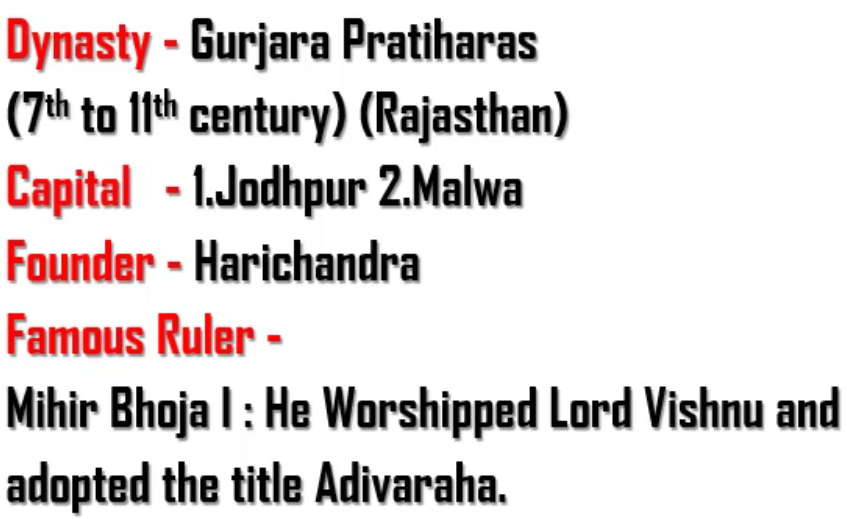 Dynasty - Gurjara Pratiharas
(7th to 11th century) (Rajasthan)
Capital - 1.Jodhpur 2.Malwa
Founder - Harichandra
Famous Ruler -
Mihir Bhoja I : He Worshipped Lord Vishnu and
adopted the title Adivaraha.